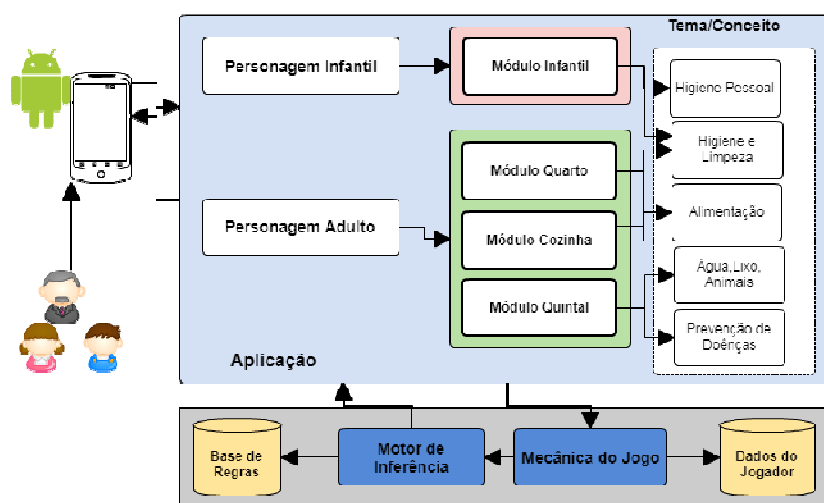 Tema/Conceito
Personagem Infantil
Módulo Infantil
Higiene Pessoal
Higiene e
Limpeza
Módulo Quarto
Personagem Adulto
Módulo Cozinha
Alimentação
Módulo Quintal
Água,Lixo,
Animais
Prevenção de
Doênças
Aplicação
Base de
Regras
Motor de
Inferência
Mecânica do Jogo
Dados do
Jogador